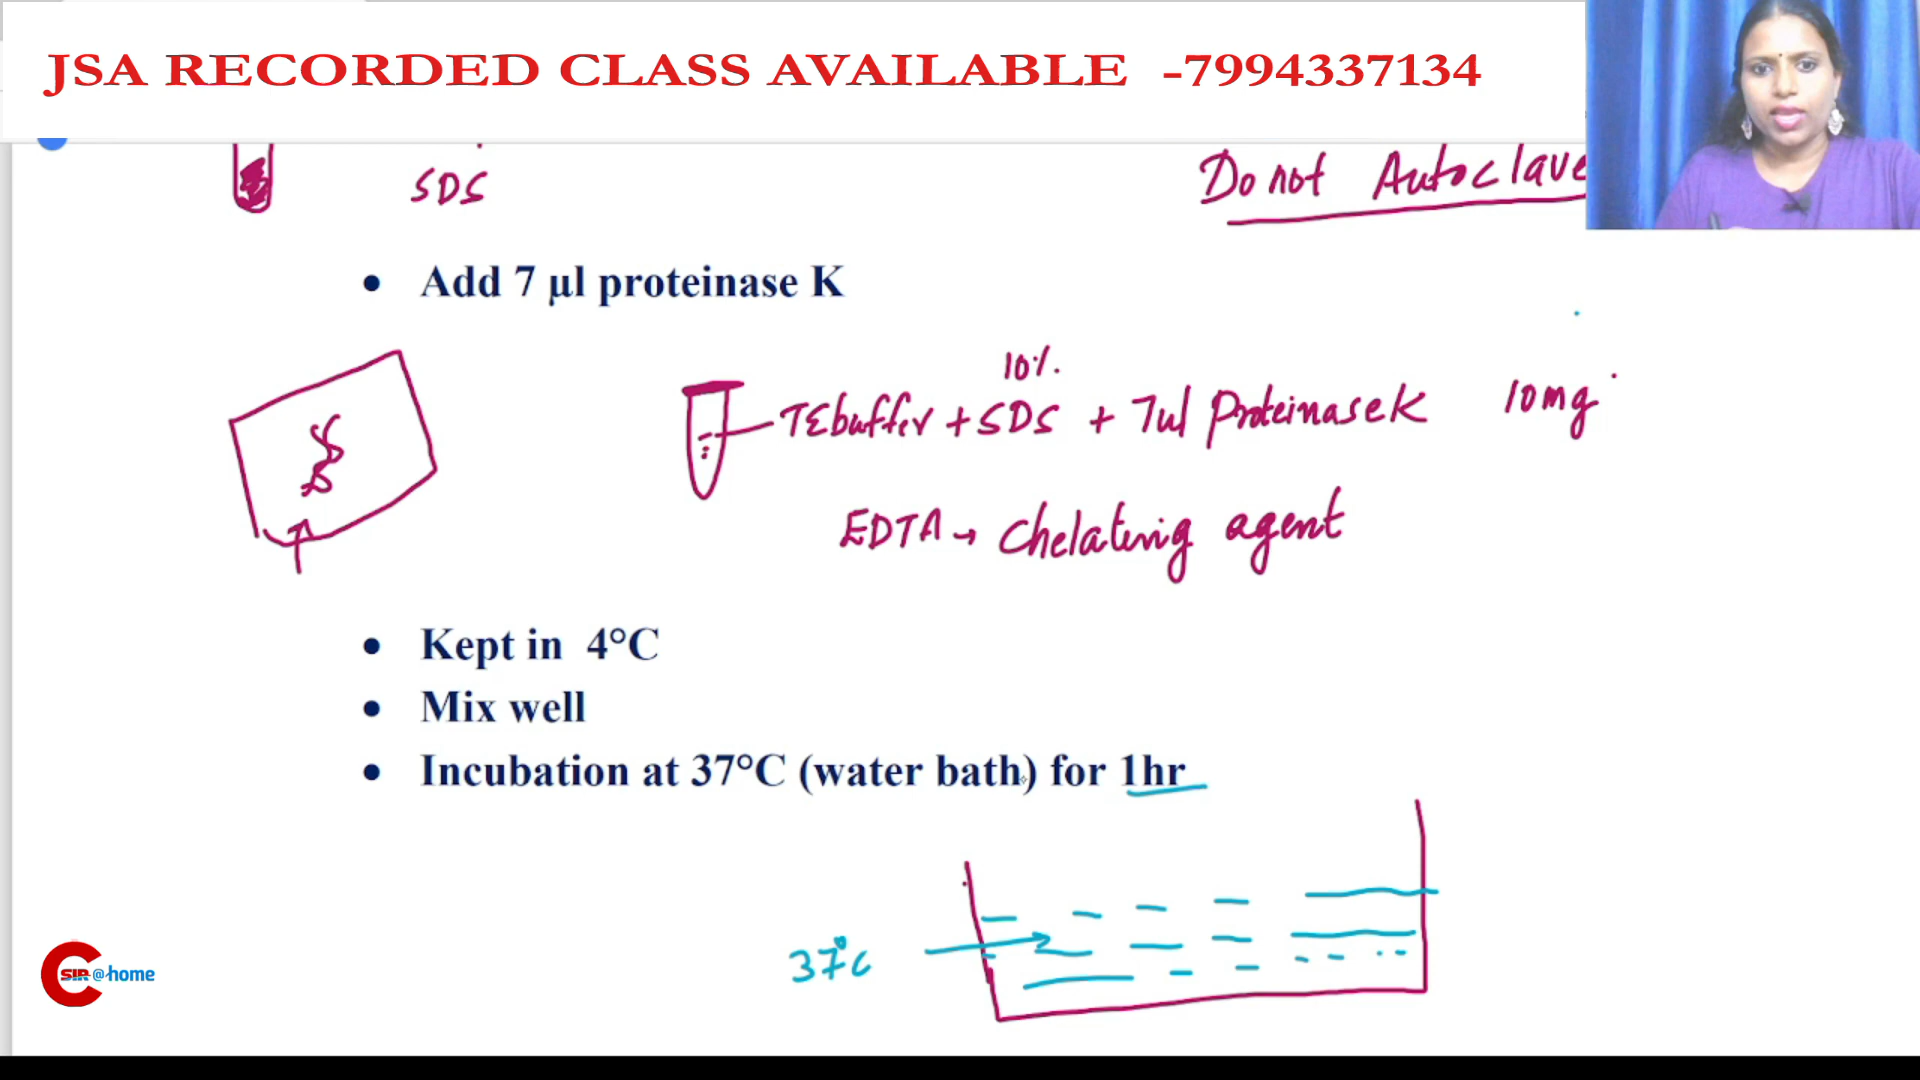 JSA RECORDED CLASS AVAILABLE -7994337134
SDS
Do not Autoclave
• Add 7 µl proteinase K
10%.
TEbuffer + SDS + 7ul ProteinaseK 10mg
EDTA → chelating agent
• Kept in 4°C
• Mix well
• Incubation at 37°C (water bath) for 1hr
37°C
CSIR@home